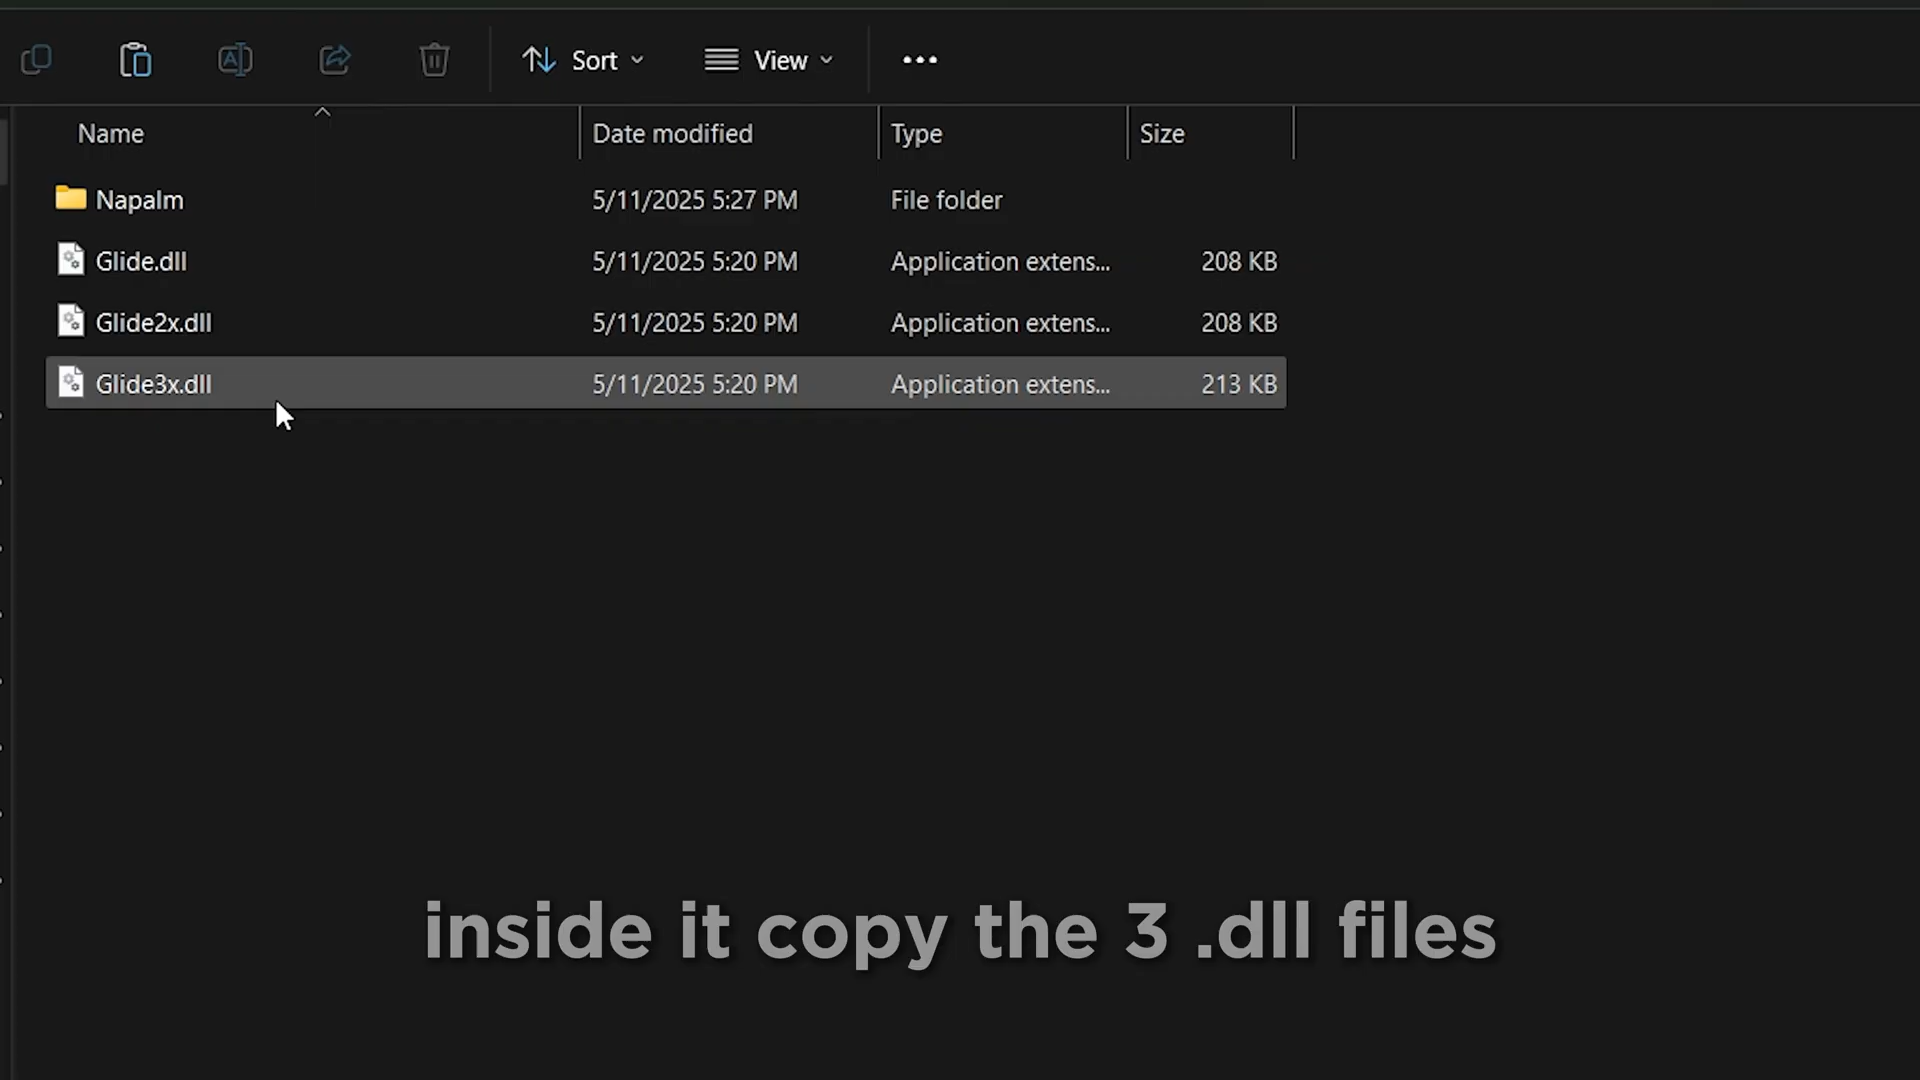 Sort View
Name Date modified Type Size
Napalm 5/11/2025 5:27 PM File folder
Glide.dll 5/11/2025 5:20 PM Application extens... 208 KB
Glide2x.dll 5/11/2025 5:20 PM Application extens... 208 KB
Glide3x.dll 5/11/2025 5:20 PM Application extens... 213 KB
inside it copy the 3 .dll files